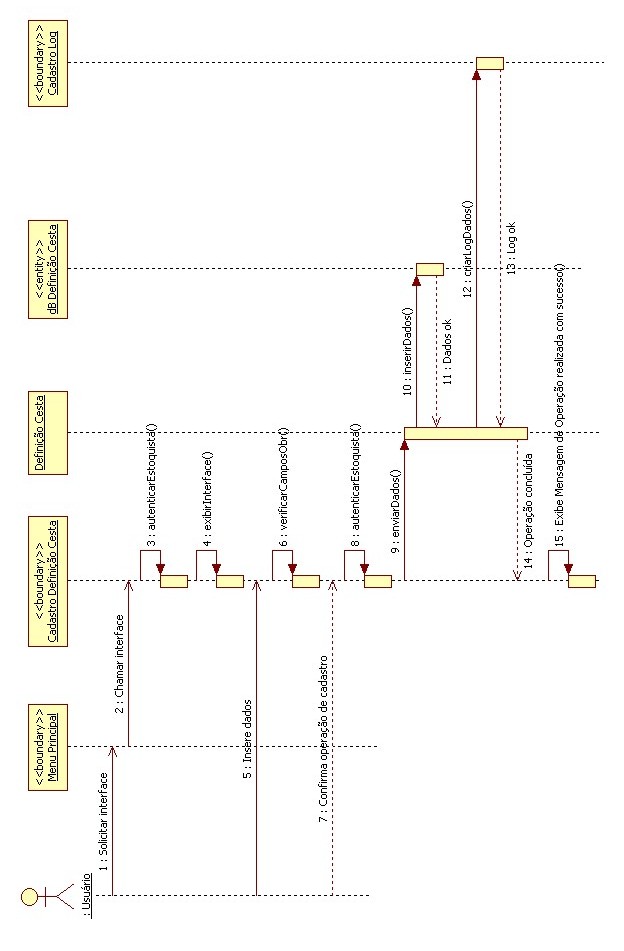 : Usuário
<<boundary>>
Menu Principal
<<boundary>>
Cadastro Definição Cesta
Definição Cesta
<<entity>>
dB Definição Cesta
<<boundary>>
Cadastro Log
1 : Solicitar interface
2 : Chamar interface
3 : autenticarEstoquista()
4 : exibirInterface()
5 : Insere dados
6 : verificarCamposObr()
7 : Confirma operação de cadastro
8 : autenticarEstoquista()
9 : enviarDados()
10 : inserirDados()
11 : Dados ok
12 : criarLogDados()
13 : Log ok
14 : Operação concluída
15 : Exibe Mensagem de Operação realizada com sucesso()